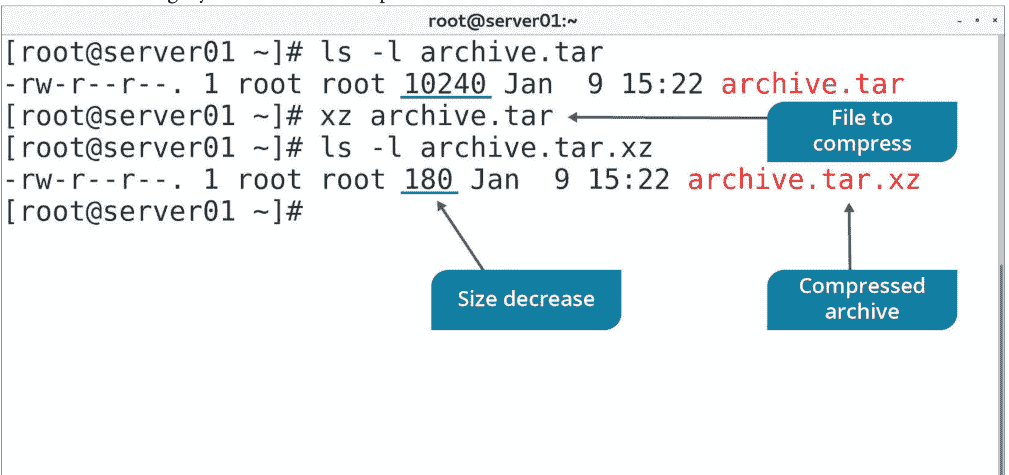 root@server01:~
[root@server01 ~]# ls -l archive.tar
-rw-r--r--. 1 root root 10240 Jan  9 15:22 archive.tar
[root@server01 ~]# xz archive.tar
File to
compress
[root@server01 ~]# ls -l archive.tar.xz
-rw-r--r--. 1 root root 180 Jan  9 15:22 archive.tar.xz
[root@server01 ~]#
Size decrease
Compressed
archive